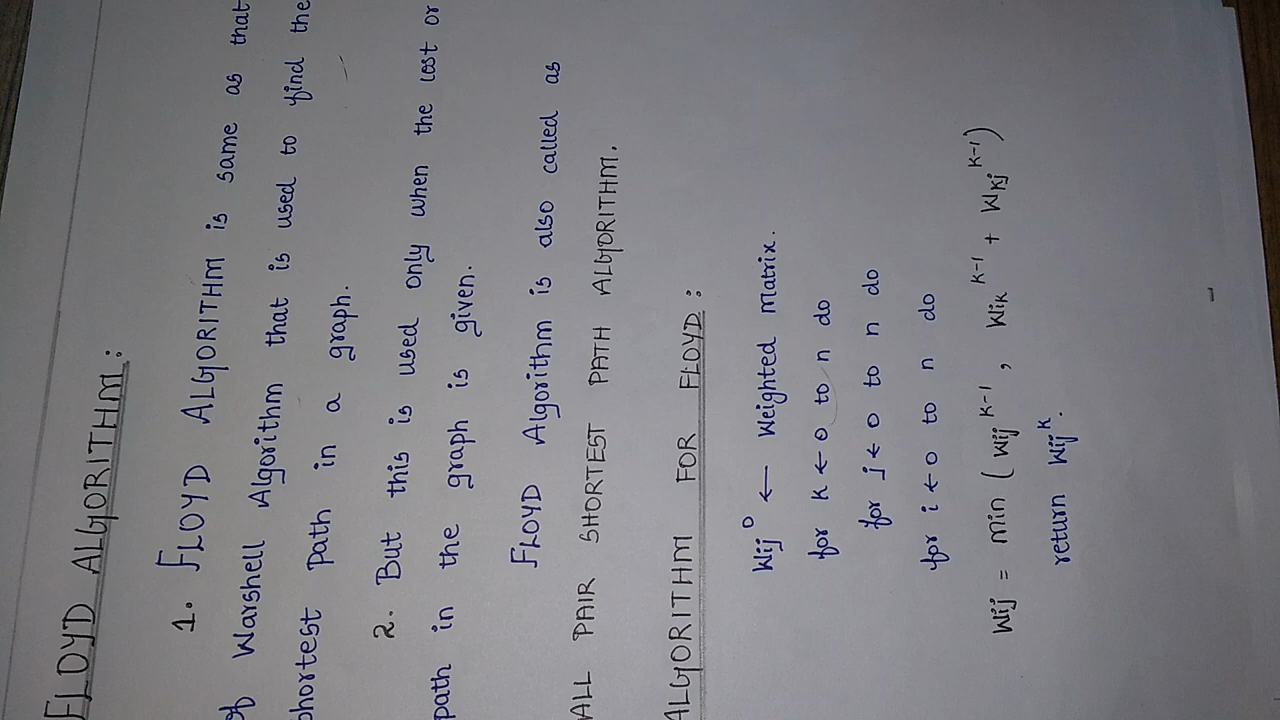 FLOYD ALGORITHM:
1. FLOYD ALGORITHM is same as that
of Warshell Algorithm that is used to find the
shortest path in a graph.
2. But this is used only when the cost or
path in the graph is given.
FLOYD Algorithm is also called as
ALL PAIR SHORTEST PATH ALGORITHM.
ALGORITHM FOR FLOYD:
Wij⁰ ← Weighted matrix.
for K ← 0 to n do
for j ← 0 to n do
for i ← 0 to n do
Wij = min ( Wij^K-1 , Wik^K-1 + Wkj^K-1 )
return Wij^K.